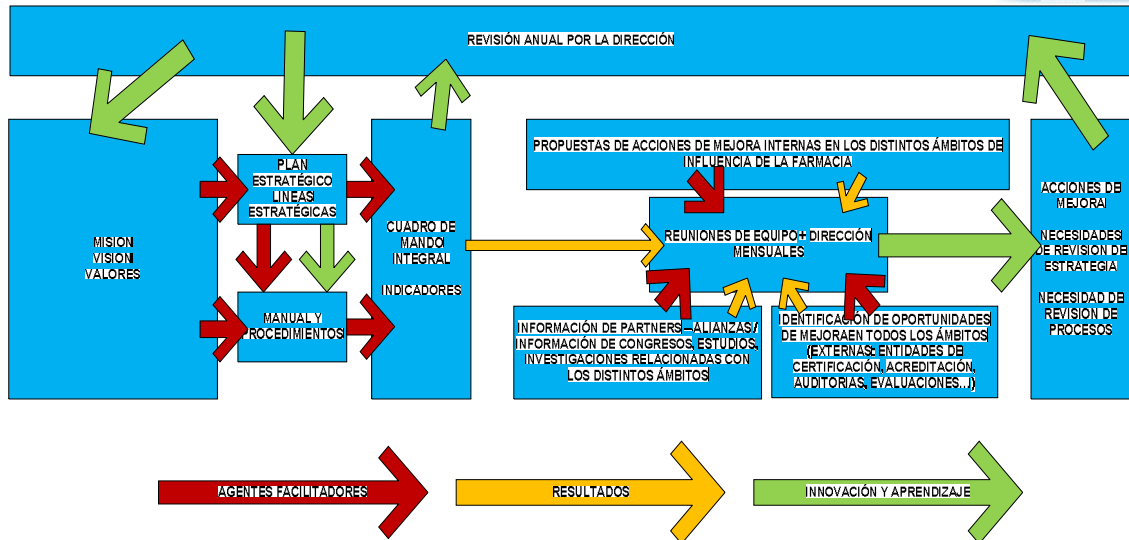 REVISIÓN ANUAL POR LA DIRECCIÓN
MISION
VISION
VALORES
PLAN
ESTRATÉGICO
LINEAS
ESTRATÉGICAS
MANUAL Y
PROCEDIMIENTOS
CUADRO DE
MANDO
INTEGRAL
INDICADORES
PROPUESTAS DE ACCIONES DE MEJORA INTERNAS EN LOS DISTINTOS ÁMBITOS DE
INFLUENCIA DE LA FARMACIA
REUNIONES DE EQUIPO + DIRECCIÓN
MENSUALES
INFORMACIÓN DE PARTNERS –ALIANZAS /
INFORMACIÓN DE CONGRESOS, ESTUDIOS,
INVESTIGACIONES RELACIONADAS CON
LOS DISTINTOS ÁMBITOS
IDENTIFICACIÓN DE OPORTUNIDADES
DE MEJORA EN TODOS LOS ÁMBITOS
(EXTERNAS: ENTIDADES DE
CERTIFICACIÓN, ACREDITACIÓN,
AUDITORIAS, EVALUACIONES...)
ACCIONES DE
MEJORA
NECESIDADES
DE REVISION DE
ESTRATEGIA
NECESIDAD DE
REVISION DE
PROCESOS
AGENTES FACILITADORES
RESULTADOS
INNOVACIÓN Y APRENDIZAJE